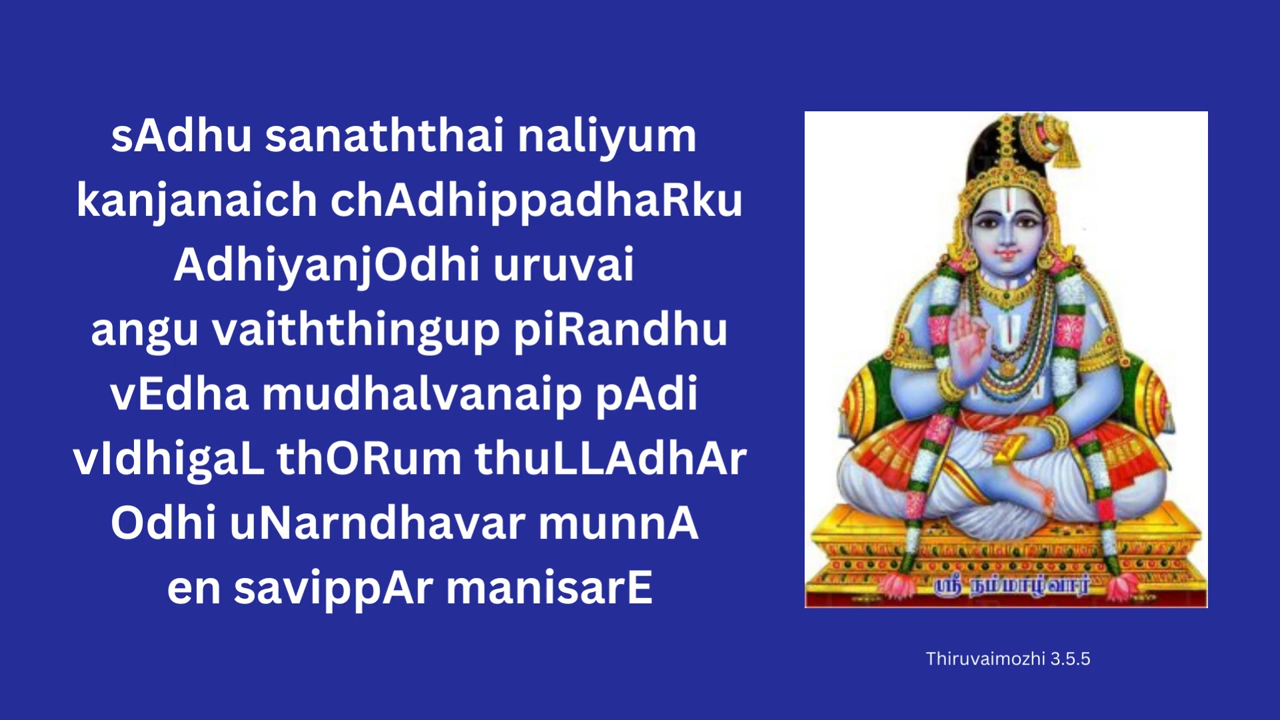 sAdhu sanaththai naliyum
kanjanaich chAdhippadhaRku
AdhiyanjOdhi uruvai
angu vaiththingup piRandhu
vEdha mudhalvanaip pAdi
vIdhigaL thORum thuLLAdhAr
Odhi uNarndhavar munnA
en savippAr manisarE
ஸ்ரீ நம்மாழ்வார்
Thiruvaimozhi 3.5.5